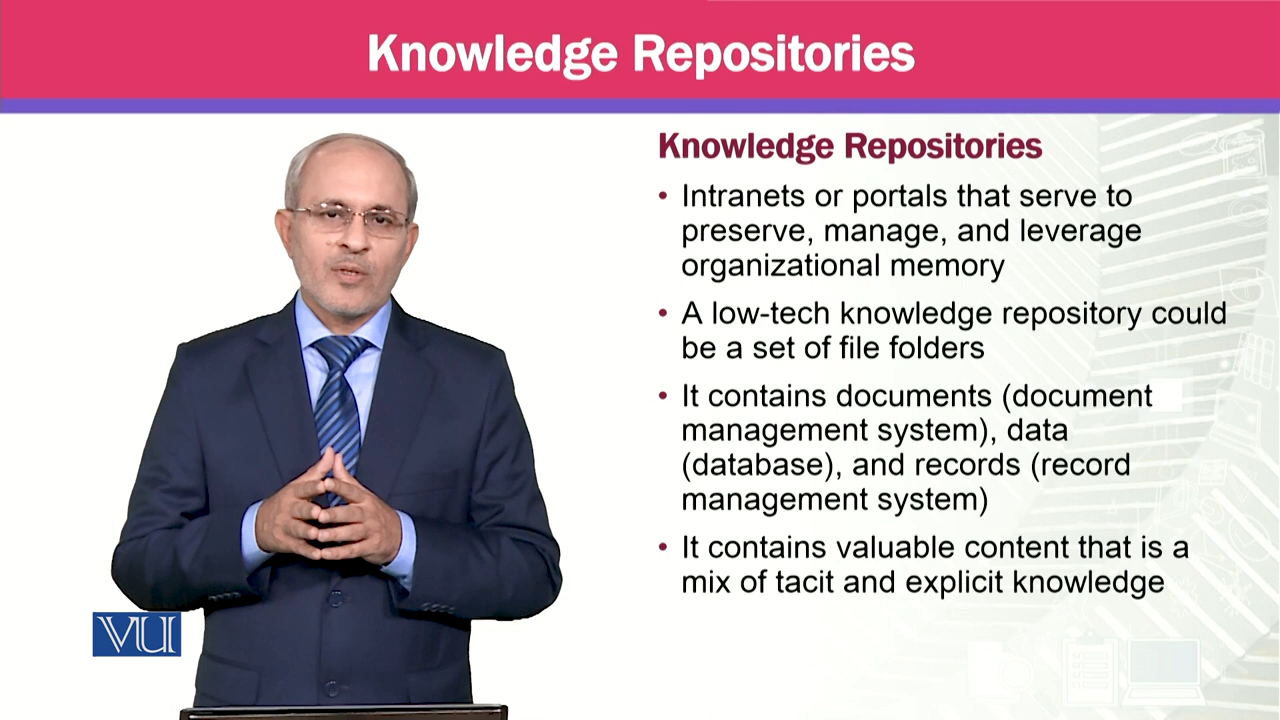 Knowledge Repositories
Knowledge Repositories
• Intranets or portals that serve to
preserve, manage, and leverage
organizational memory
• A low-tech knowledge repository could
be a set of file folders
• It contains documents (document
management system), data
(database), and records (record
management system)
• It contains valuable content that is a
mix of tacit and explicit knowledge
VU